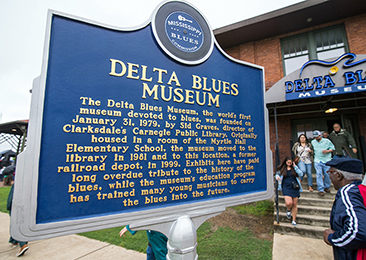 MISSISSIPPI
BLUES
COMMISSION
DELTA BLUES
MUSEUM
The Delta Blues Museum, the world's first
museum devoted to blues, was founded on
January 31, 1979, by Sid Graves, director of
Clarksdale's Carnegie Public Library. Originally
housed in a room of the Myrtle Hall
Elementary School, the museum moved to the
library in 1981 and to this location, a former
railroad depot, in 1999. Exhibits here have paid
long overdue tribute to the history of the
blues, while the museum's education program
has trained many young musicians to carry
the blues into the future.
DELTA BLUES
MUSEUM